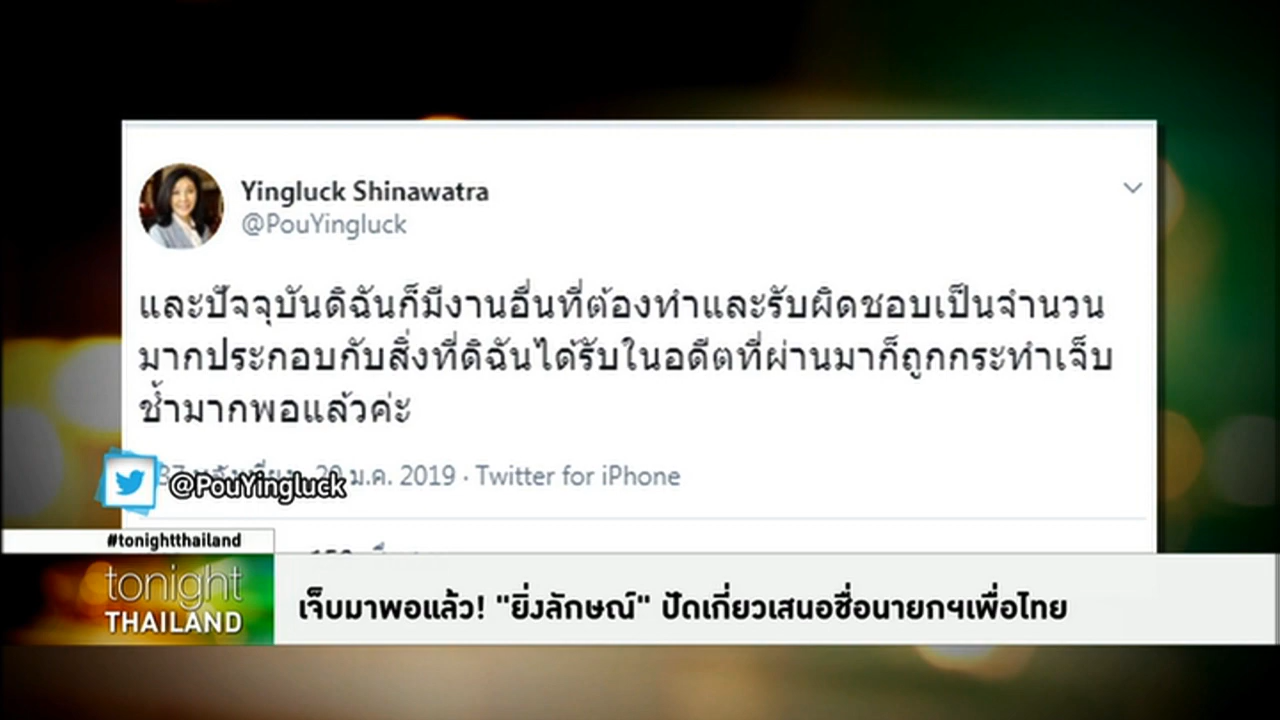 Yingluck Shinawatra
@PouYingluck
และปัจจุบันดิฉันก็มีงานอื่นที่ต้องทำและรับผิดชอบเป็นจำนวน
มากประกอบกับสิ่งที่ดิฉันได้รับในอดีตที่ผ่านมาก็ถูกกระทำเจ็บ
ช้ำมากพอแล้วค่ะ
ม.ค. 2019 · Twitter for iPhone
@PouYingluck
#tonightthailand
tonight
THAILAND
เจ็บมาพอแล้ว! "ยิ่งลักษณ์" ปัดเกี่ยวเสนอชื่อนายกฯเพื่อไทย